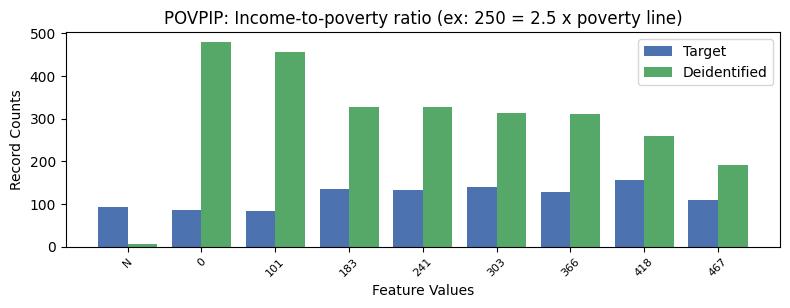 POVPIP: Income-to-poverty ratio (ex: 250 = 2.5 x poverty line)
Target
Deidentified
Record Counts
500
400
300
200
100
0
N
0
101
183
241
303
366
418
467
Feature Values